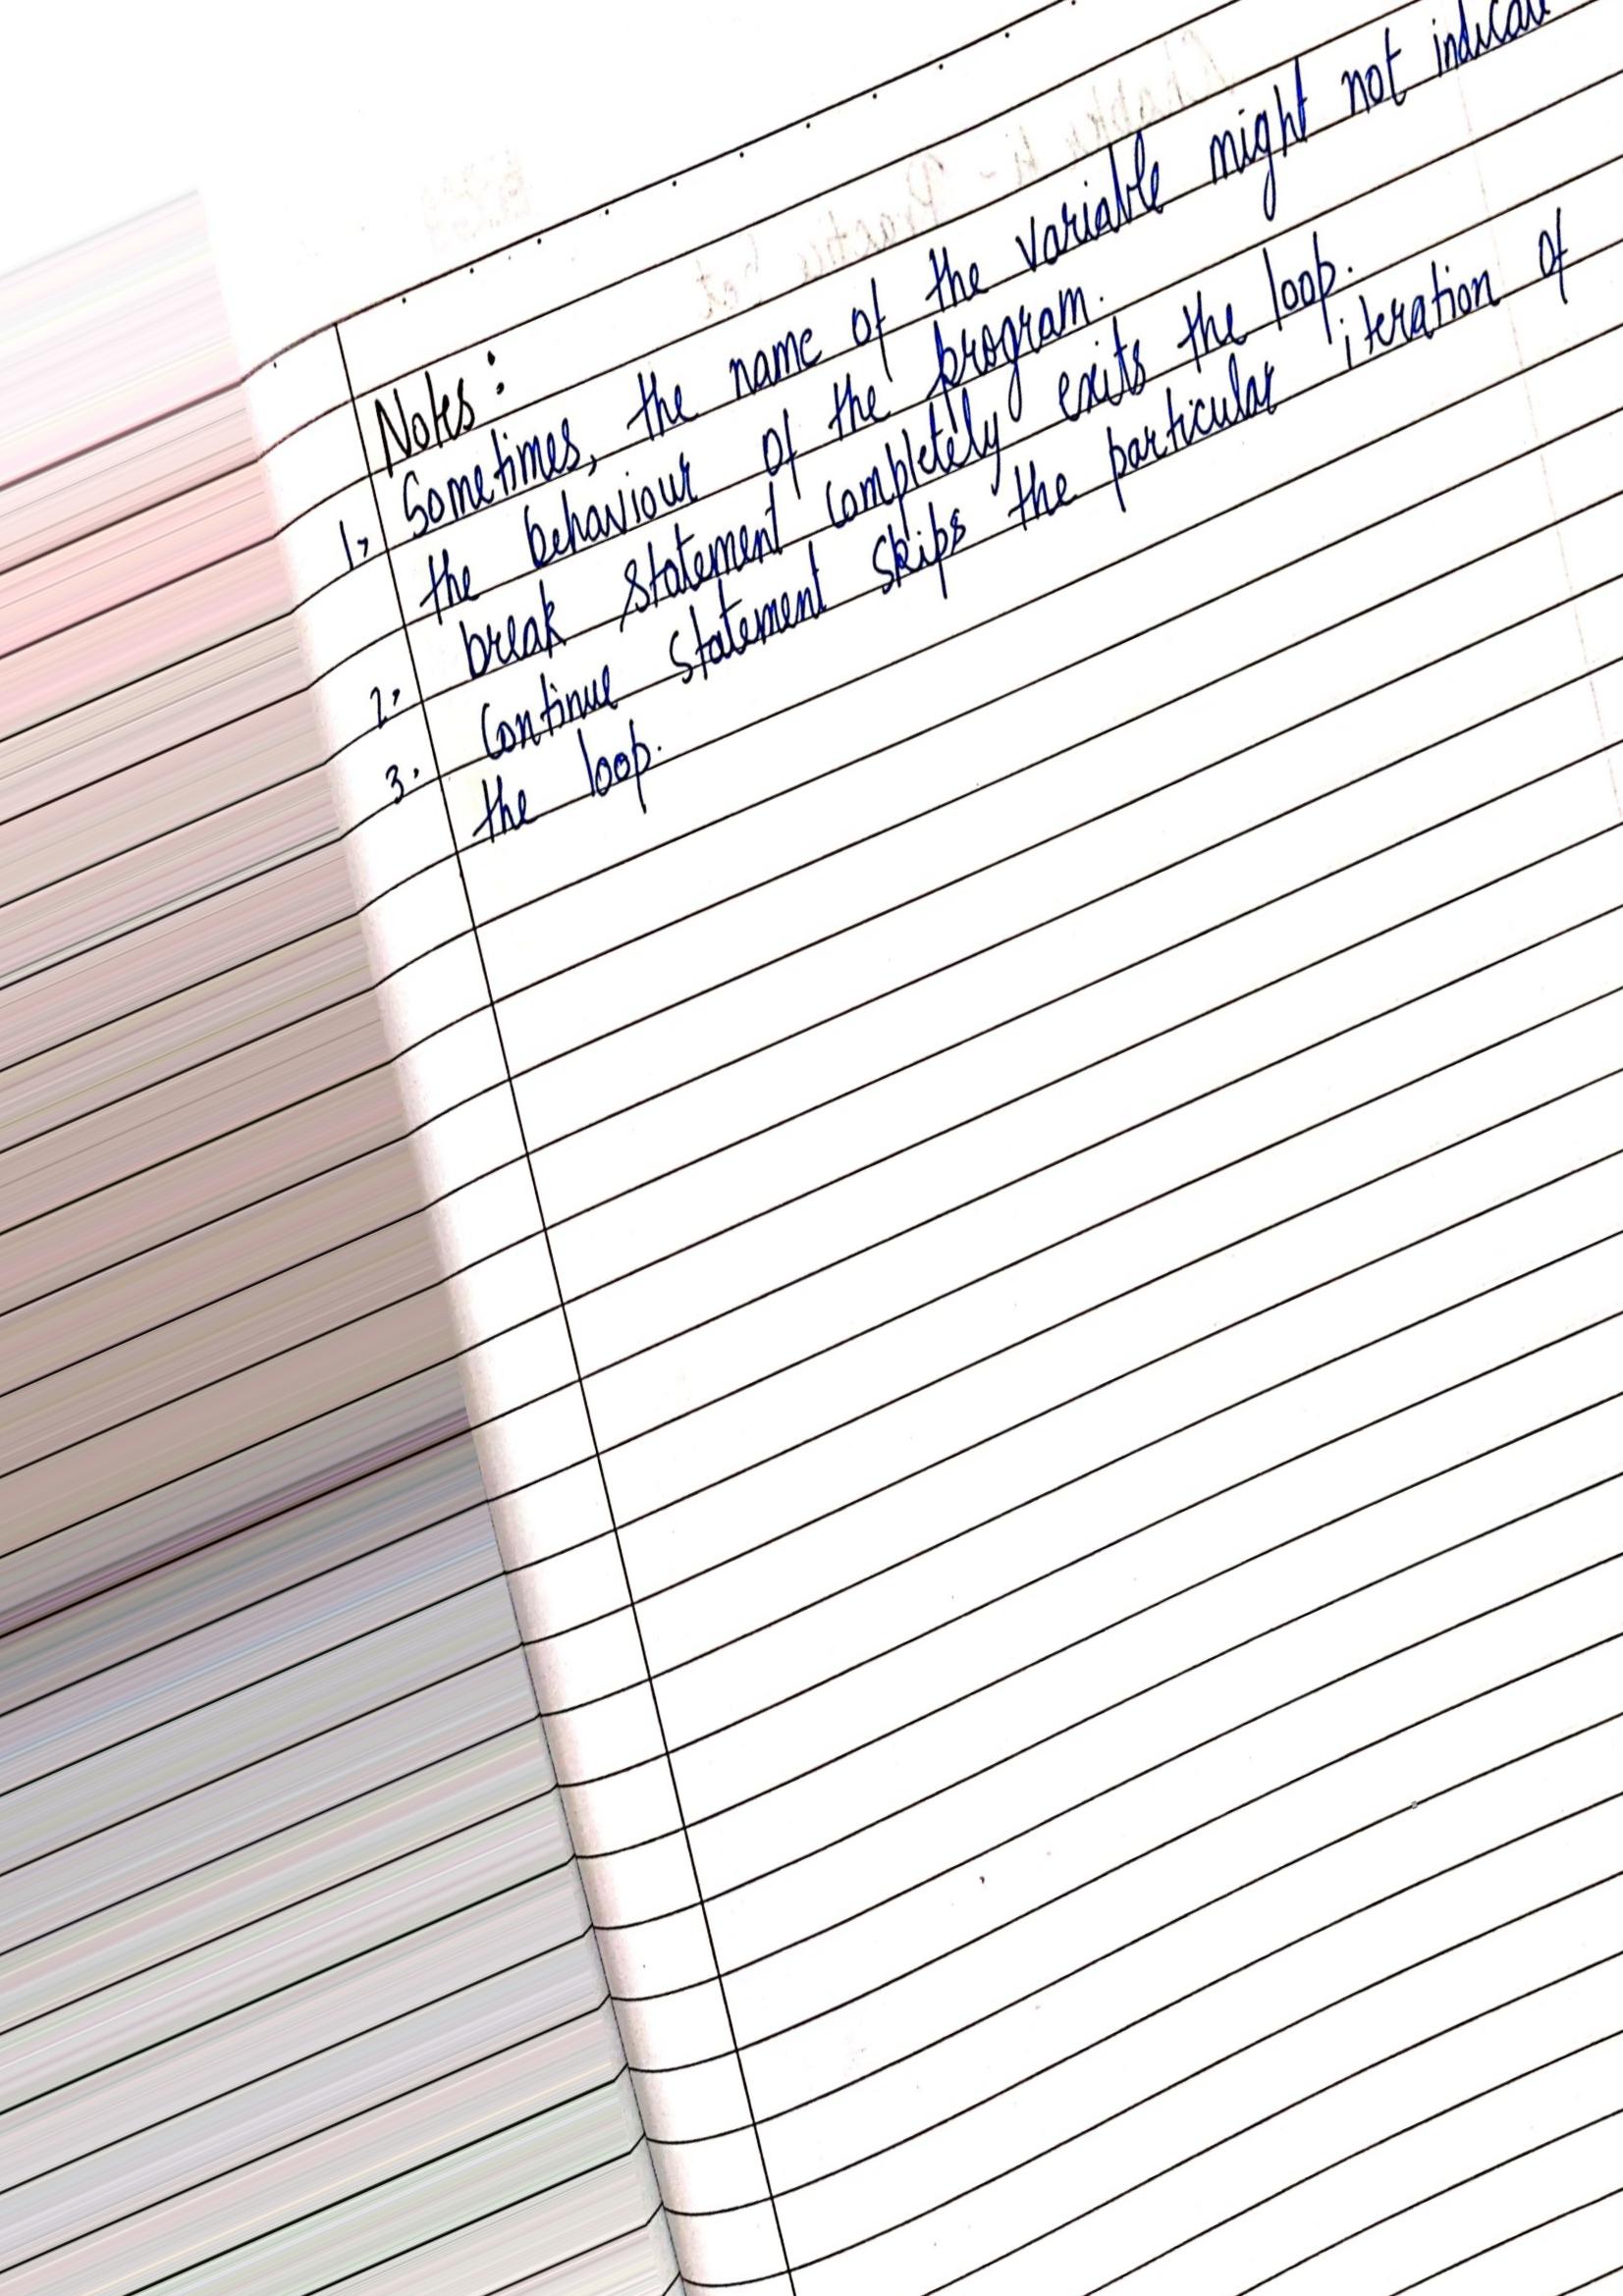 Notes:
1. Sometimes, the name of the variable might not indicate
the behaviour of the program.
2. break statement completely exits the loop.
3. Continue statement skips the particular iteration of
the loop.